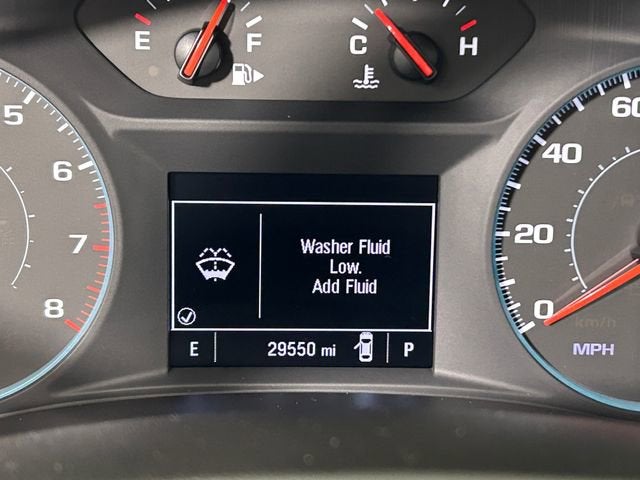 E F C H
5
6
7
8
Washer Fluid
Low.
Add Fluid
E 29550 mi P
60
40
20
0
km/h
MPH